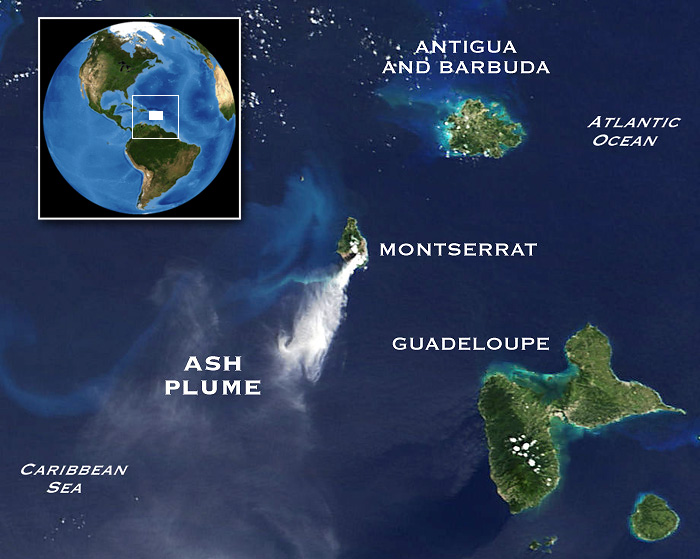 ANTIGUA
AND BARBUDA
ATLANTIC
OCEAN
MONTSERRAT
GUADELOUPE
ASH
PLUME
CARIBBEAN
SEA